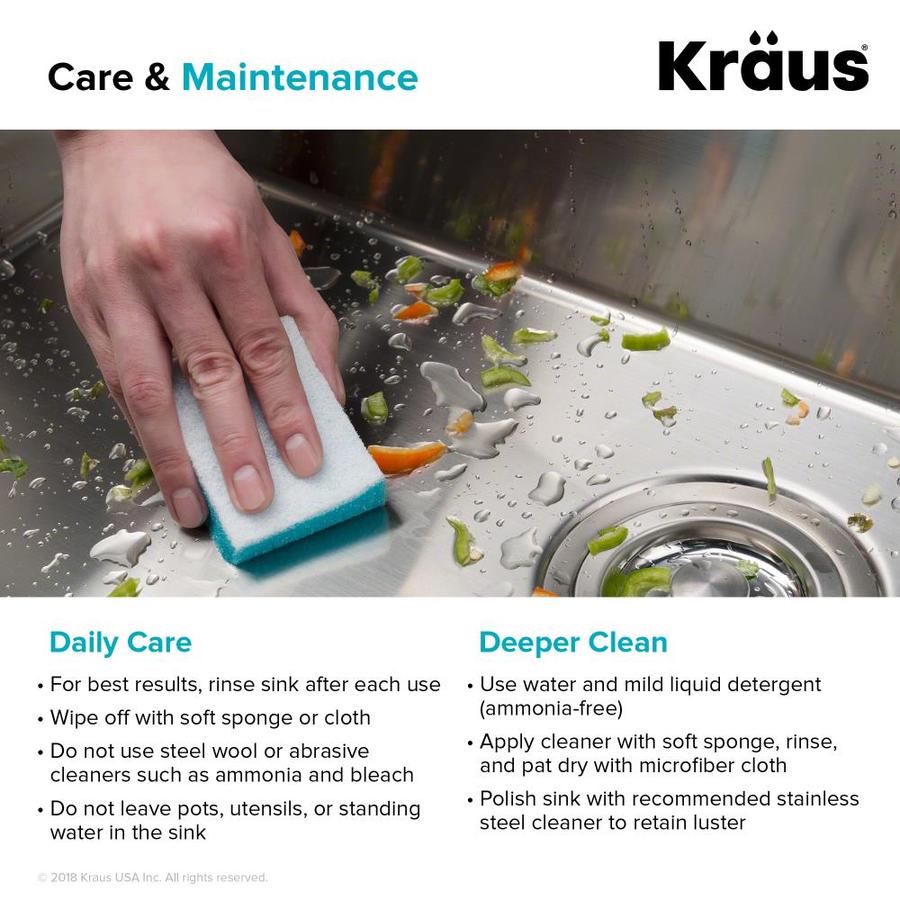 Care & Maintenance
Kräus®
Daily Care
• For best results, rinse sink after each use
• Wipe off with soft sponge or cloth
• Do not use steel wool or abrasive
cleaners such as ammonia and bleach
• Do not leave pots, utensils, or standing
water in the sink
Deeper Clean
• Use water and mild liquid detergent
(ammonia-free)
• Apply cleaner with soft sponge, rinse,
and pat dry with microfiber cloth
• Polish sink with recommended stainless
steel cleaner to retain luster
© 2018 Kraus USA Inc. All rights reserved.